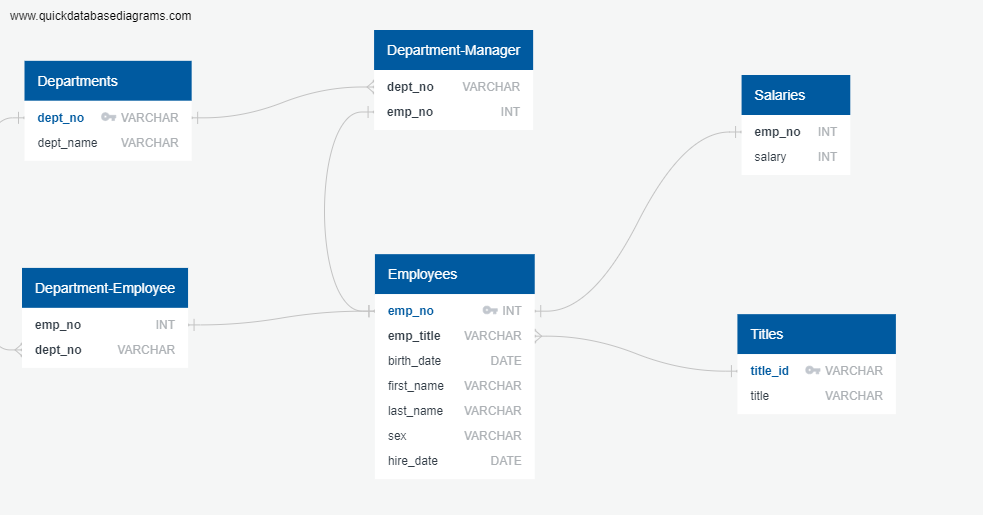 www.quickdatabasediagrams.com
Departments
dept_no VARCHAR
dept_name VARCHAR
Department-Manager
dept_no VARCHAR
emp_no INT
Salaries
emp_no INT
salary INT
Department-Employee
emp_no INT
dept_no VARCHAR
Employees
emp_no INT
emp_title VARCHAR
birth_date DATE
first_name VARCHAR
last_name VARCHAR
sex VARCHAR
hire_date DATE
Titles
title_id VARCHAR
title VARCHAR